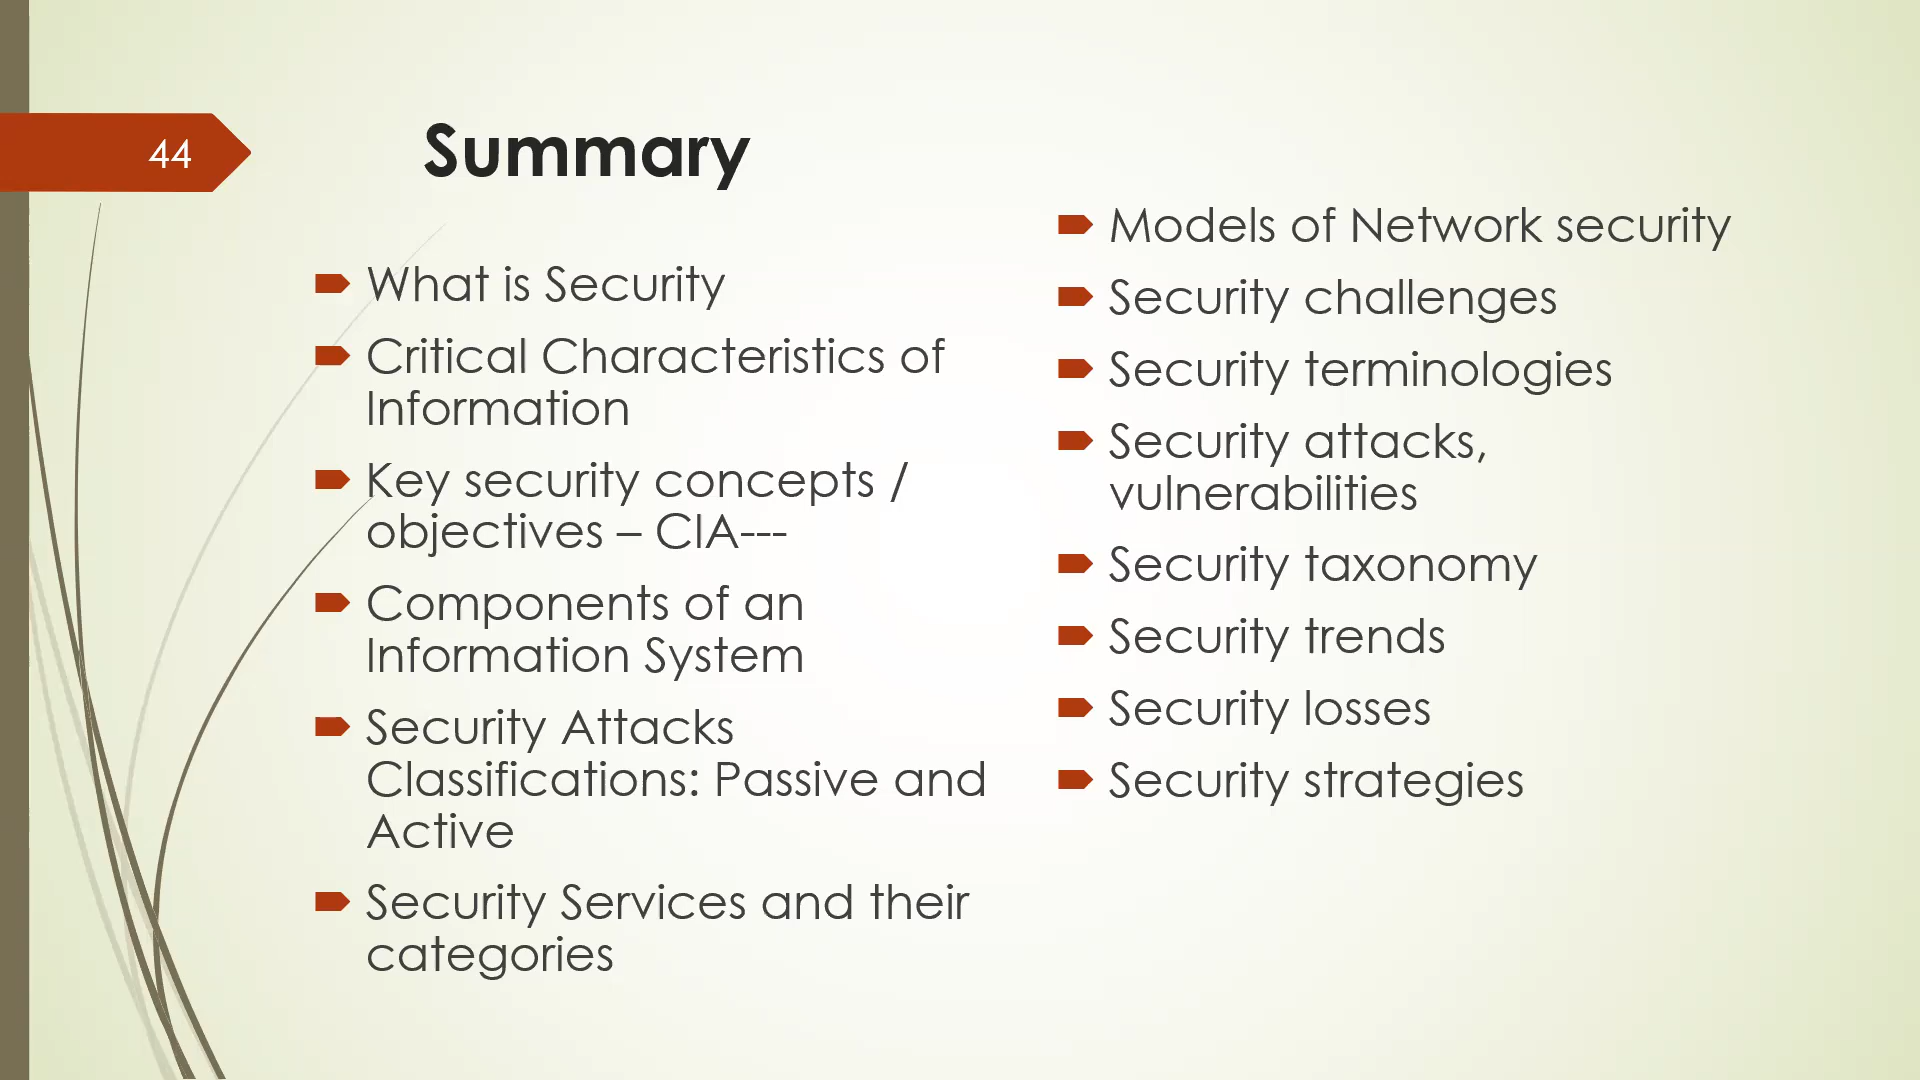 44
Summary
What is Security
Critical Characteristics of
Information
Key security concepts /
objectives – CIA---
Components of an
Information System
Security Attacks
Classifications: Passive and
Active
Security Services and their
categories
Models of Network security
Security challenges
Security terminologies
Security attacks,
vulnerabilities
Security taxonomy
Security trends
Security losses
Security strategies